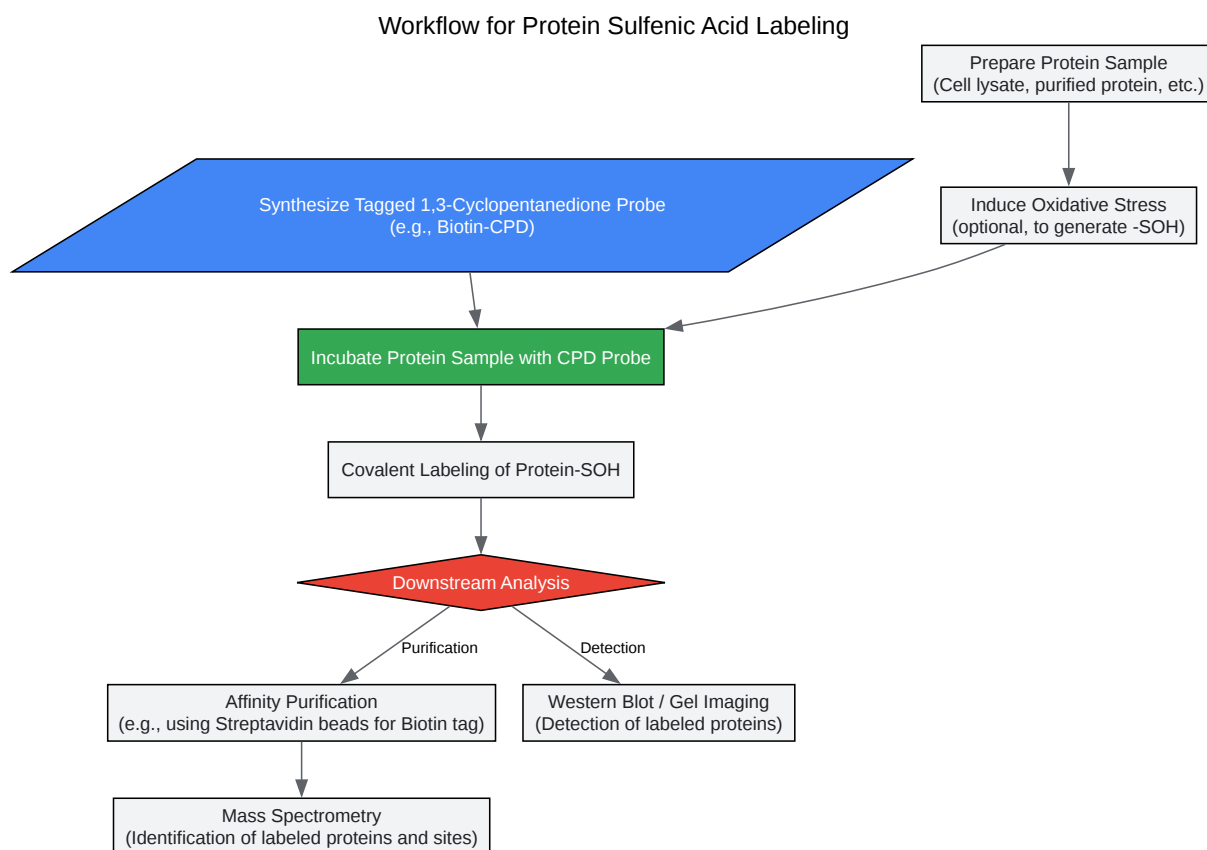 Workflow for Protein Sulfenic Acid Labeling
Prepare Protein Sample
(Cell lysate, purified protein, etc.)
Synthesize Tagged 1,3-Cyclopentanedione Probe
(e.g., Biotin-CPD)
Induce Oxidative Stress
(optional, to generate -SOH)
Incubate Protein Sample with CPD Probe
Covalent Labeling of Protein-SOH
Downstream Analysis
Purification
Detection
Affinity Purification
(e.g., using Streptavidin beads for Biotin tag)
Western Blot / Gel Imaging
(Detection of labeled proteins)
Mass Spectrometry
(Identification of labeled proteins and sites)